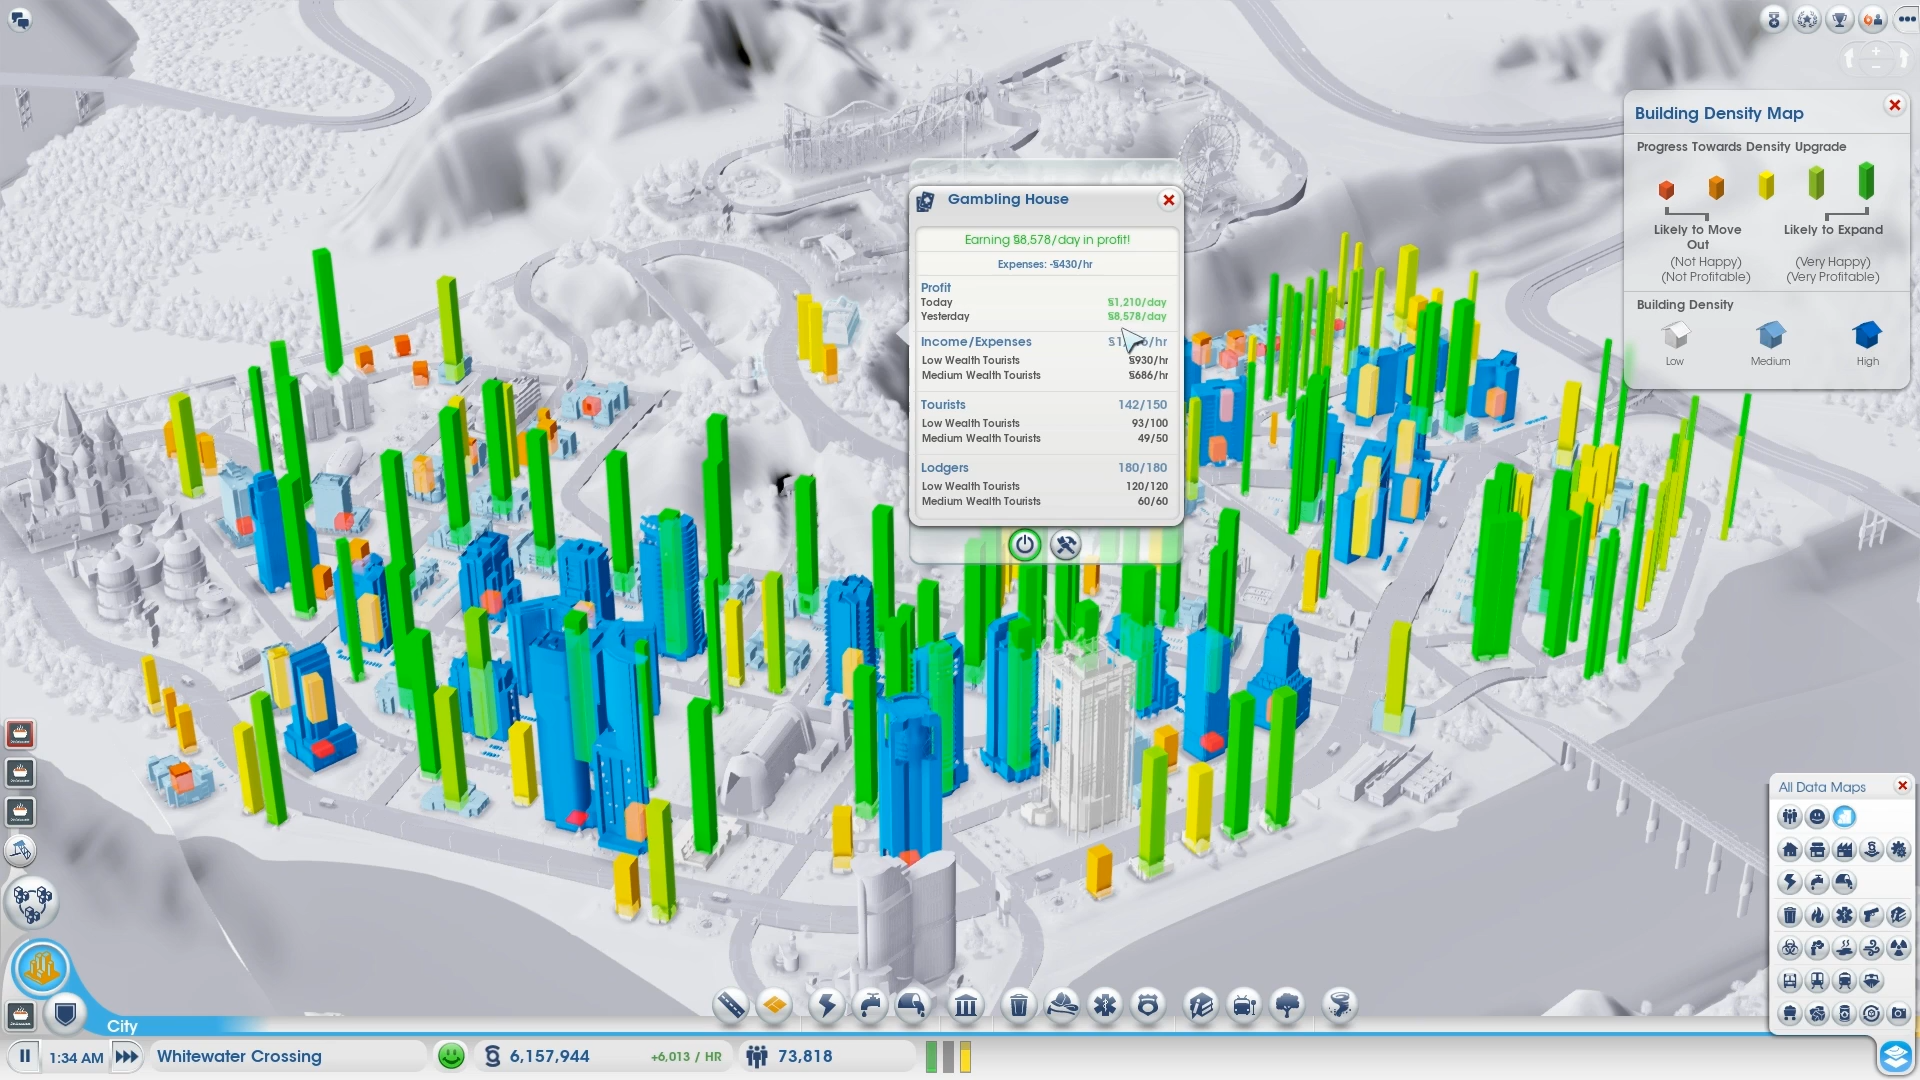 Building Density Map
Progress Towards Density Upgrade
Likely to Move Out
Likely to Expand
(Not Happy)
(Not Profitable)
(Very Happy)
(Very Profitable)
Building Density
Low
Medium
High
Gambling House
Earning §8,578/day in profit!
Expenses: -§430/hr
Profit
Today §1,210/day
Yesterday §8,578/day
Income/Expenses
Low Wealth Tourists §930/hr
Medium Wealth Tourists §686/hr
Tourists 142/150
Low Wealth Tourists 93/100
Medium Wealth Tourists 49/50
Lodgers 180/180
Low Wealth Tourists 120/120
Medium Wealth Tourists 60/60
All Data Maps
City
1:34 AM
Whitewater Crossing
6,157,944
+6,013 / HR
73,818